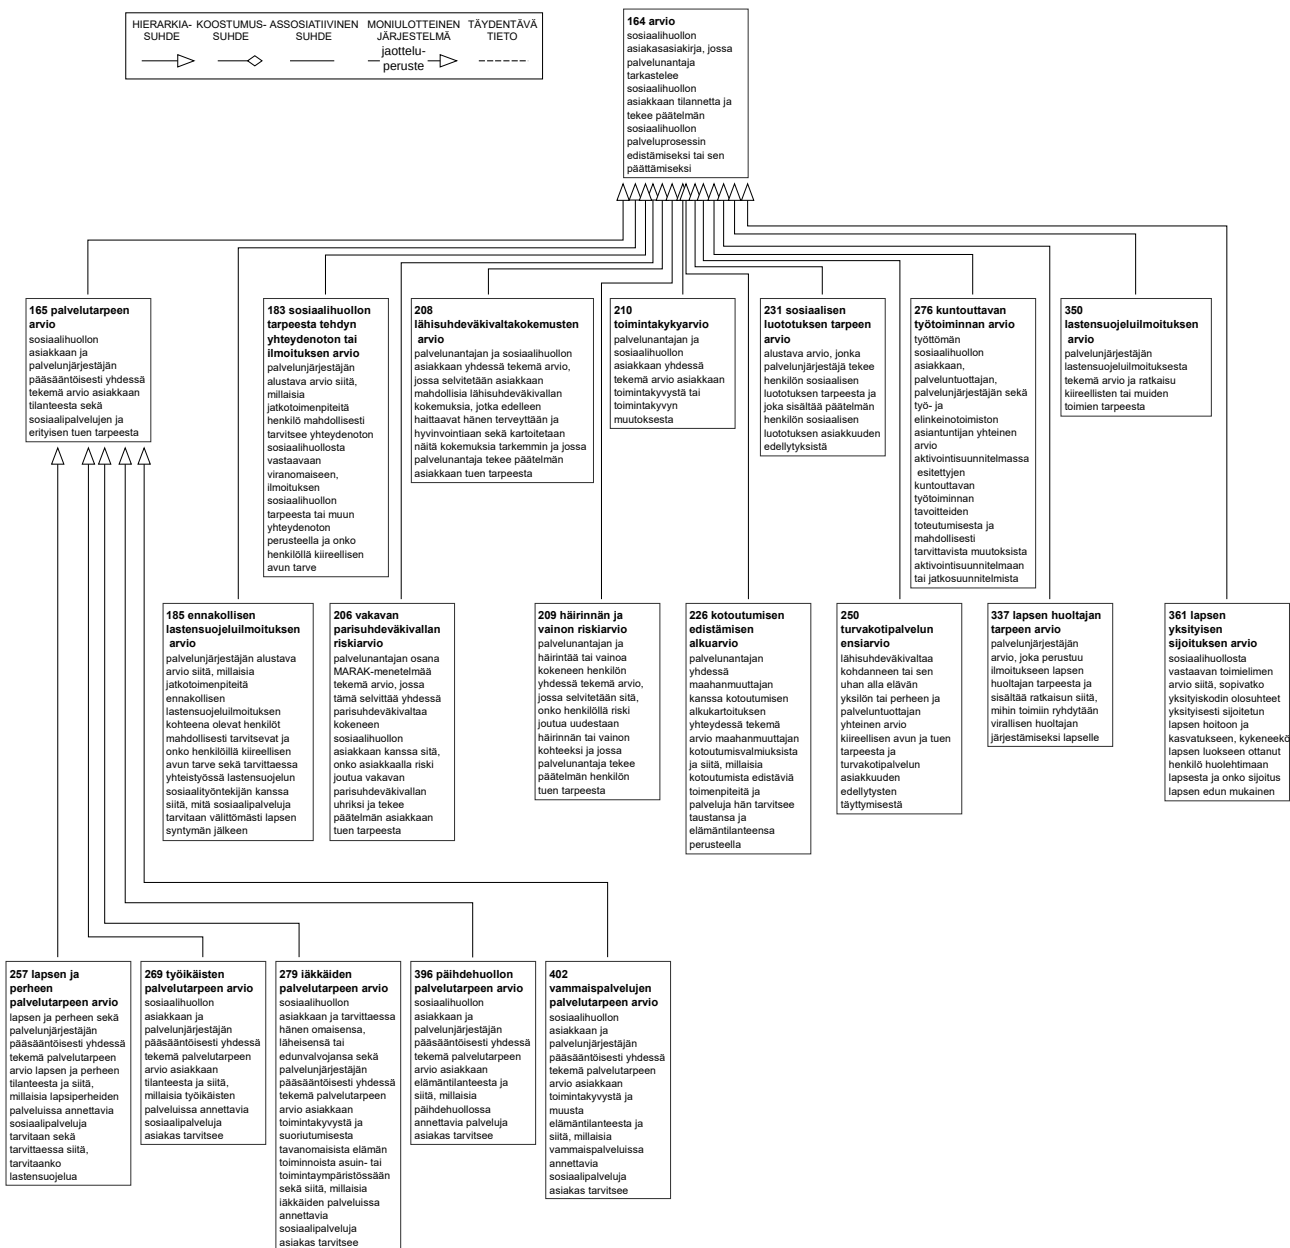 HIERARKIA-
SUHDE
KOOSTUMUS-
SUHDE
ASSOSIATIIVINEN
SUHDE
MONIULOTTEINEN
JÄRJESTELMÄ
jaottelu-
peruste
TÄYDENTÄVÄ
TIETO
164 arvio
sosiaalihuollon
asiakasasiakirja, jossa
palvelunantaja
tarkastelee
sosiaalihuollon
asiakkaan tilannetta ja
tekee päätelmän
sosiaalihuollon
palveluprosessin
edistämiseksi tai sen
päättämiseksi
165 palvelutarpeen
arvio
sosiaalihuollon
asiakkaan ja
palvelunjärjestäjän
pääsääntöisesti yhdessä
tekemä arvio asiakkaan
tilanteesta sekä
sosiaalipalvelujen ja
erityisen tuen tarpeesta
183 sosiaalihuollon
tarpeesta tehdyn
yhteydenoton tai
ilmoituksen arvio
palvelunjärjestäjän
alustava arvio siitä,
millaisia
jatkotoimenpiteitä
henkilö mahdollisesti
tarvitsee yhteydenoton
sosiaalihuollosta
vastaavaan
viranomaiseen,
ilmoituksen
sosiaalihuollon
tarpeesta tai muun
yhteydenoton
perusteella ja onko
henkilöllä kiireellisen
avun tarve
208
lähisuhdeväkivaltakokemusten
arvio
palvelunantajan ja sosiaalihuollon
asiakkaan yhdessä tekemä arvio,
jossa selvitetään asiakkaan
mahdollisia lähisuhdeväkivallan
kokemuksia, jotka edelleen
haittaavat hänen terveyttään ja
hyvinvointiaan sekä kartoitetaan
näitä kokemuksia tarkemmin ja jossa
palvelunantaja tekee päätelmän
asiakkaan tuen tarpeesta
210
toimintakykyarvio
palvelunantajan ja
sosiaalihuollon
asiakkaan yhdessä
tekemä arvio asiakkaan
toimintakyvystä tai
toimintakyvyn
muutoksesta
231 sosiaalisen
luototuksen tarpeen
arvio
alustava arvio, jonka
palvelunjärjestäjä tekee
henkilön sosiaalisen
luototuksen tarpeesta ja
joka sisältää päätelmän
henkilön sosiaalisen
luototuksen asiakkuuden
edellytyksistä
276 kuntouttavan
työtoiminnan arvio
työttömän
sosiaalihuollon
asiakkaan,
palveluntuottajan,
palvelunjärjestäjän sekä
työ- ja
elinkeinotoimiston
asiantuntijan yhteinen
arvio
aktivointisuunnitelmassa
esitettyjen
kuntouttavan
työtoiminnan
tavoitteiden
toteutumisesta ja
mahdollisesti
tarvittavista muutoksista
aktivointisuunnitelmaan
tai jatkosuunnitelmista
350
lastensuojeluilmoituksen
arvio
palvelunjärjestäjän
lastensuojeluilmoituksesta
tekemä arvio ja ratkaisu
kiireellisten tai muiden
toimien tarpeesta
185 ennakollisen
lastensuojeluilmoituksen
arvio
palvelunjärjestäjän alustava
arvio siitä, millaisia
jatkotoimenpiteitä
ennakollisen
lastensuojeluilmoituksen
kohteena olevat henkilöt
mahdollisesti tarvitsevat ja
onko henkilöillä kiireellisen
avun tarve sekä tarvittaessa
yhteistyössä lastensuojelun
sosiaalityöntekijän kanssa
siitä, mitä sosiaalipalveluja
tarvitaan välittömästi lapsen
syntymän jälkeen
206 vakavan
parisuhdeväkivallan
riskiarvio
palvelunantajan osana
MARAK-menetelmää
tekemä arvio, jossa
tämä selvittää yhdessä
parisuhdeväkivaltaa
kokeneen
sosiaalihuollon
asiakkaan kanssa sitä,
onko asiakkaalla riski
joutua vakavan
parisuhdeväkivallan
uhriksi ja tekee
päätelmän asiakkaan
tuen tarpeesta
209 häirinnän ja
vainon riskiarvio
palvelunantajan ja
häirintää tai vainoa
kokeneen henkilön
yhdessä tekemä arvio,
jossa selvitetään sitä,
onko henkilöllä riski
joutua uudestaan
häirinnän tai vainon
kohteeksi ja jossa
palvelunantaja tekee
päätelmän henkilön
tuen tarpeesta
226 kotoutumisen
edistämisen
alkuarvio
palvelunantajan
yhdessä
maahanmuuttajan
kanssa kotoutumisen
alkukartoituksen
yhteydessä tekemä
arvio maahanmuuttajan
kotoutumisvalmiuksista
ja siitä, millaisia
kotoutumista edistäviä
toimenpiteitä ja
palveluja hän tarvitsee
taustansa ja
elämäntilanteensa
perusteella
250
turvakotipalvelun
ensiarvio
lähisuhdeväkivaltaa
kohdanneen tai sen
uhan alla elävän
yksilön tai perheen ja
palveluntuottajan
yhteinen arvio
kiireellisen avun ja tuen
tarpeesta ja
turvakotipalvelun
asiakkuuden
edellytysten
täyttymisestä
337 lapsen huoltajan
tarpeen arvio
palvelunjärjestäjän
arvio, joka perustuu
ilmoitukseen lapsen
huoltajan tarpeesta ja
sisältää ratkaisun siitä,
mihin toimiin ryhdytään
virallisen huoltajan
järjestämiseksi lapselle
361 lapsen
yksityisen
sijoituksen arvio
sosiaalihuollosta
vastaavan toimielimen
arvio siitä, sopivatko
yksityiskodin olosuhteet
yksityisesti sijoitetun
lapsen hoitoon ja
kasvatukseen, kykeneekö
lapsen luokseen ottanut
henkilö huolehtimaan
lapsesta ja onko sijoitus
lapsen edun mukainen
257 lapsen ja
perheen
palvelutarpeen arvio
lapsen ja perheen sekä
palvelunjärjestäjän
pääsääntöisesti yhdessä
tekemä palvelutarpeen
arvio lapsen ja perheen
tilanteesta ja siitä,
millaisia lapsiperheiden
palveluissa annettavia
sosiaalipalveluja
tarvitaan sekä
tarvittaessa siitä,
tarvitaanko
lastensuojelua
269 työikäisten
palvelutarpeen arvio
sosiaalihuollon
asiakkaan ja
palvelunjärjestäjän
pääsääntöisesti yhdessä
tekemä palvelutarpeen
arvio asiakkaan
tilanteesta ja siitä,
millaisia työikäisten
palveluissa annettavia
sosiaalipalveluja
asiakas tarvitsee
279 iäkkäiden
palvelutarpeen arvio
sosiaalihuollon
asiakkaan ja tarvittaessa
hänen omaisensa,
läheisensä tai
edunvalvojansa sekä
palvelunjärjestäjän
pääsääntöisesti yhdessä
tekemä palvelutarpeen
arvio asiakkaan
toimintakyvystä ja
suoriutumisesta
tavanomaisista elämän
toiminnoista asuin- tai
toimintaympäristössään
sekä siitä, millaisia
iäkkäiden palveluissa
annettavia
sosiaalipalveluja
asiakas tarvitsee
396 päihdehuollon
palvelutarpeen arvio
sosiaalihuollon
asiakkaan ja
palvelunjärjestäjän
pääsääntöisesti yhdessä
tekemä palvelutarpeen
arvio asiakkaan
elämäntilanteesta ja
siitä, millaisia
päihdehuollossa
annettavia palveluja
asiakas tarvitsee
402
vammaispalvelujen
palvelutarpeen arvio
sosiaalihuollon
asiakkaan ja
palvelunjärjestäjän
pääsääntöisesti yhdessä
tekemä palvelutarpeen
arvio asiakkaan
toimintakyvystä ja
muusta
elämäntilanteesta ja
siitä, millaisia
vammaispalveluissa
annettavia
sosiaalipalveluja
asiakas tarvitsee